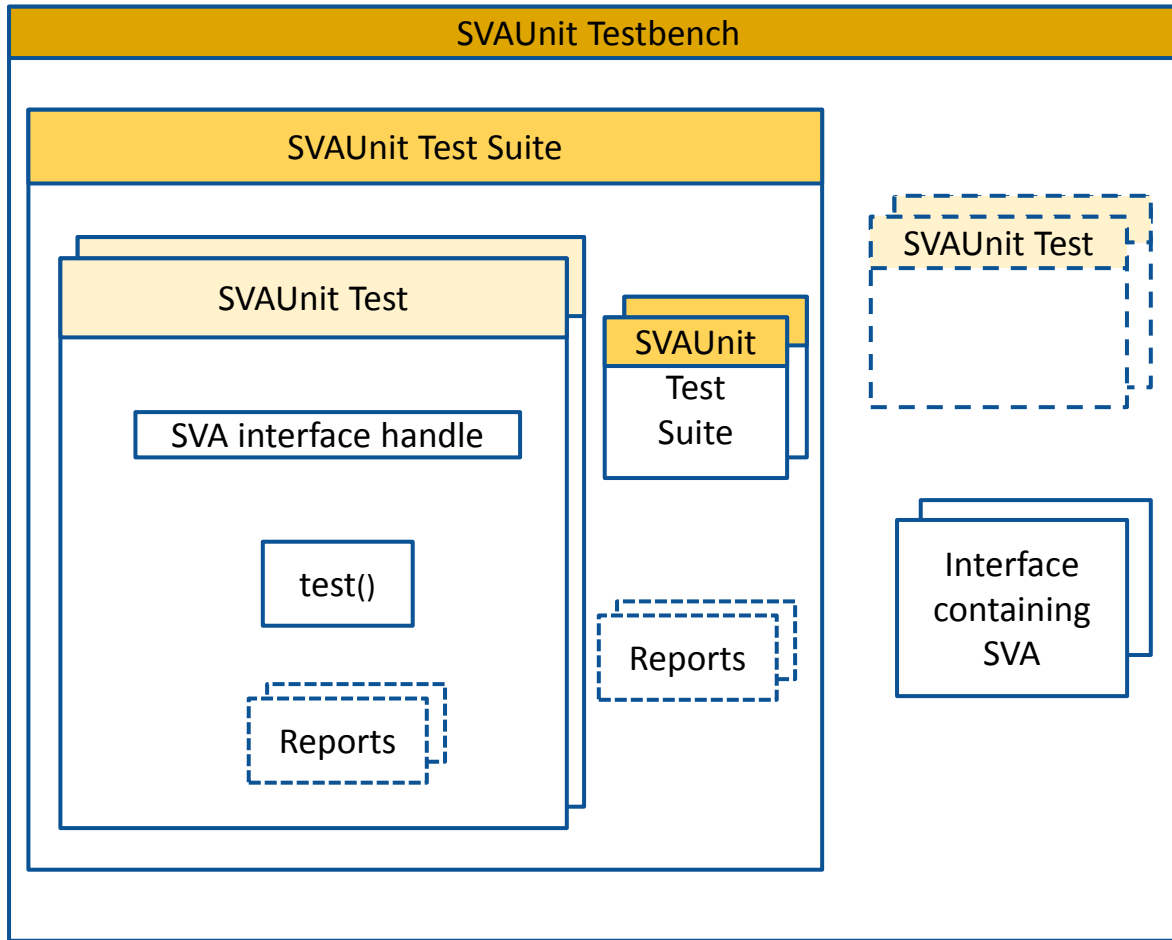 SVAUnit Testbench
SVAUnit Test Suite
SVAUnit Test
SVA interface handle
test()
Reports
SVAUnit
Test
Suite
Reports
SVAUnit Test
Interface
containing
SVA